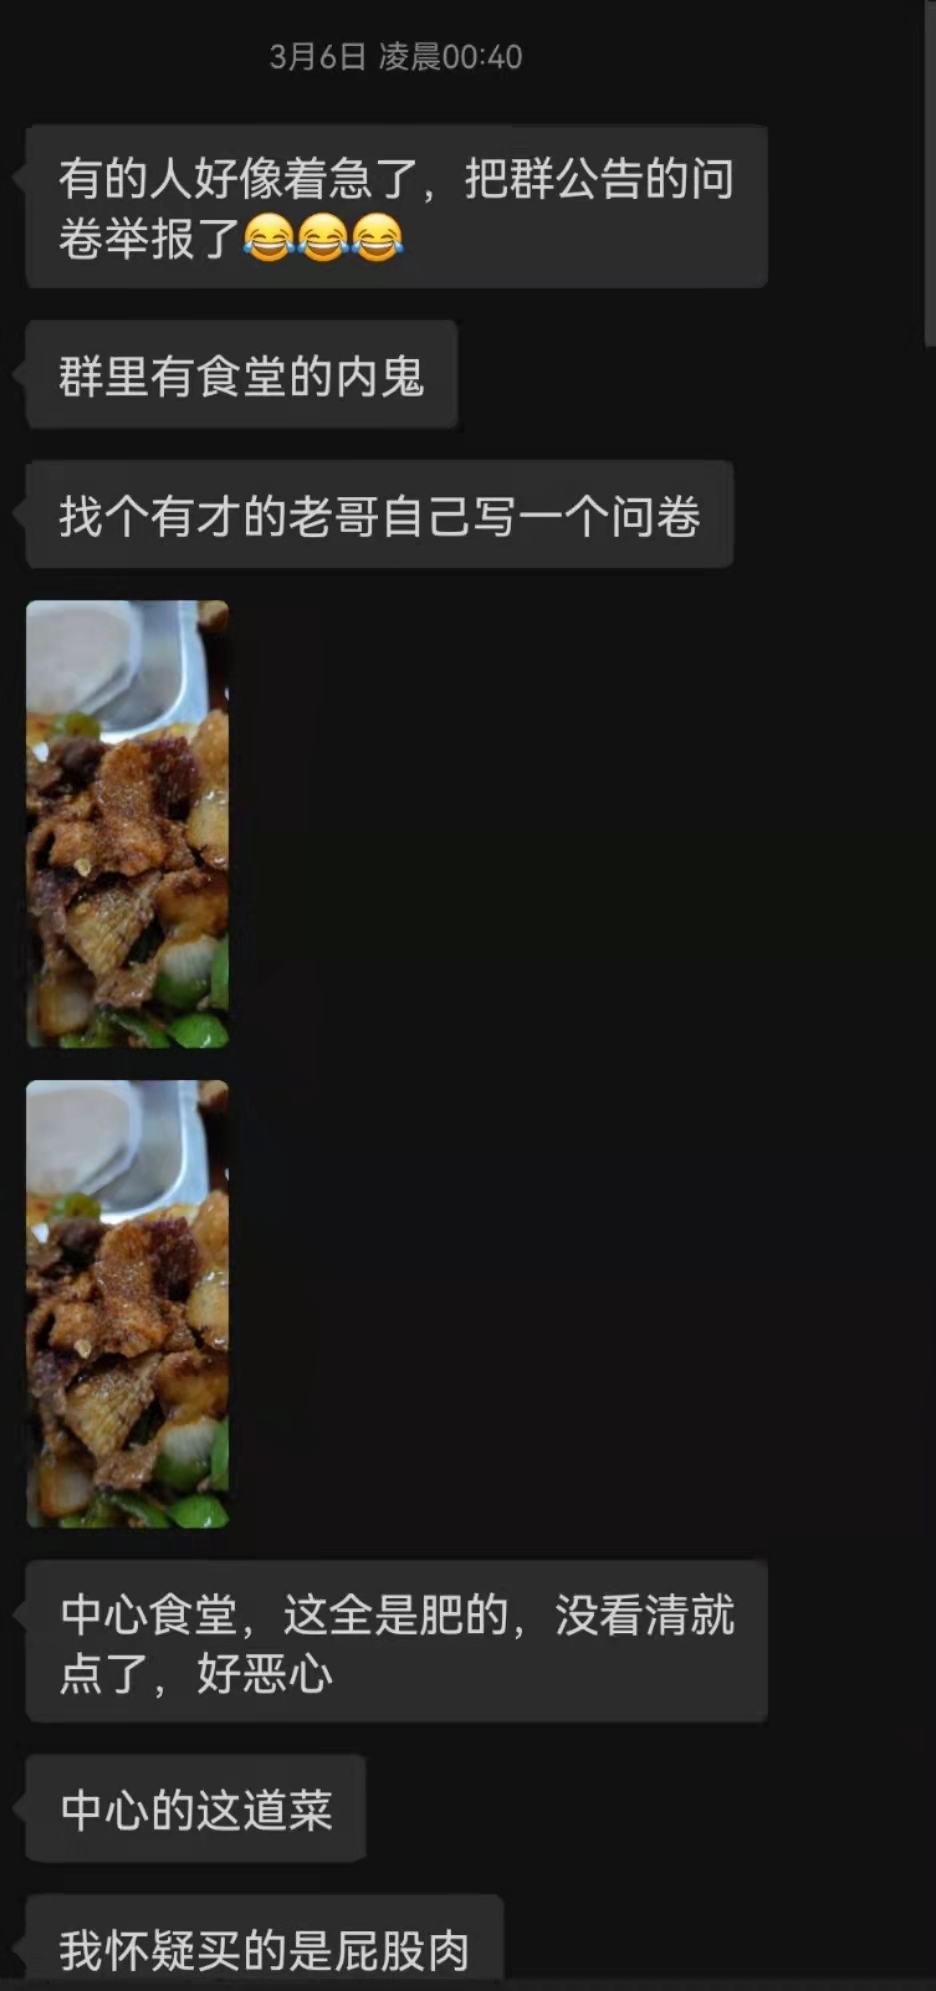 3月6日 凌晨00:40
有的人好像着急了，把群公告的问
卷举报了😂😂😂
群里有食堂的内鬼
找个有才的老哥自己写一个问卷
中心食堂，这全是肥的，没看清就
点了，好恶心
中心的这道菜
我怀疑买的是屁股肉